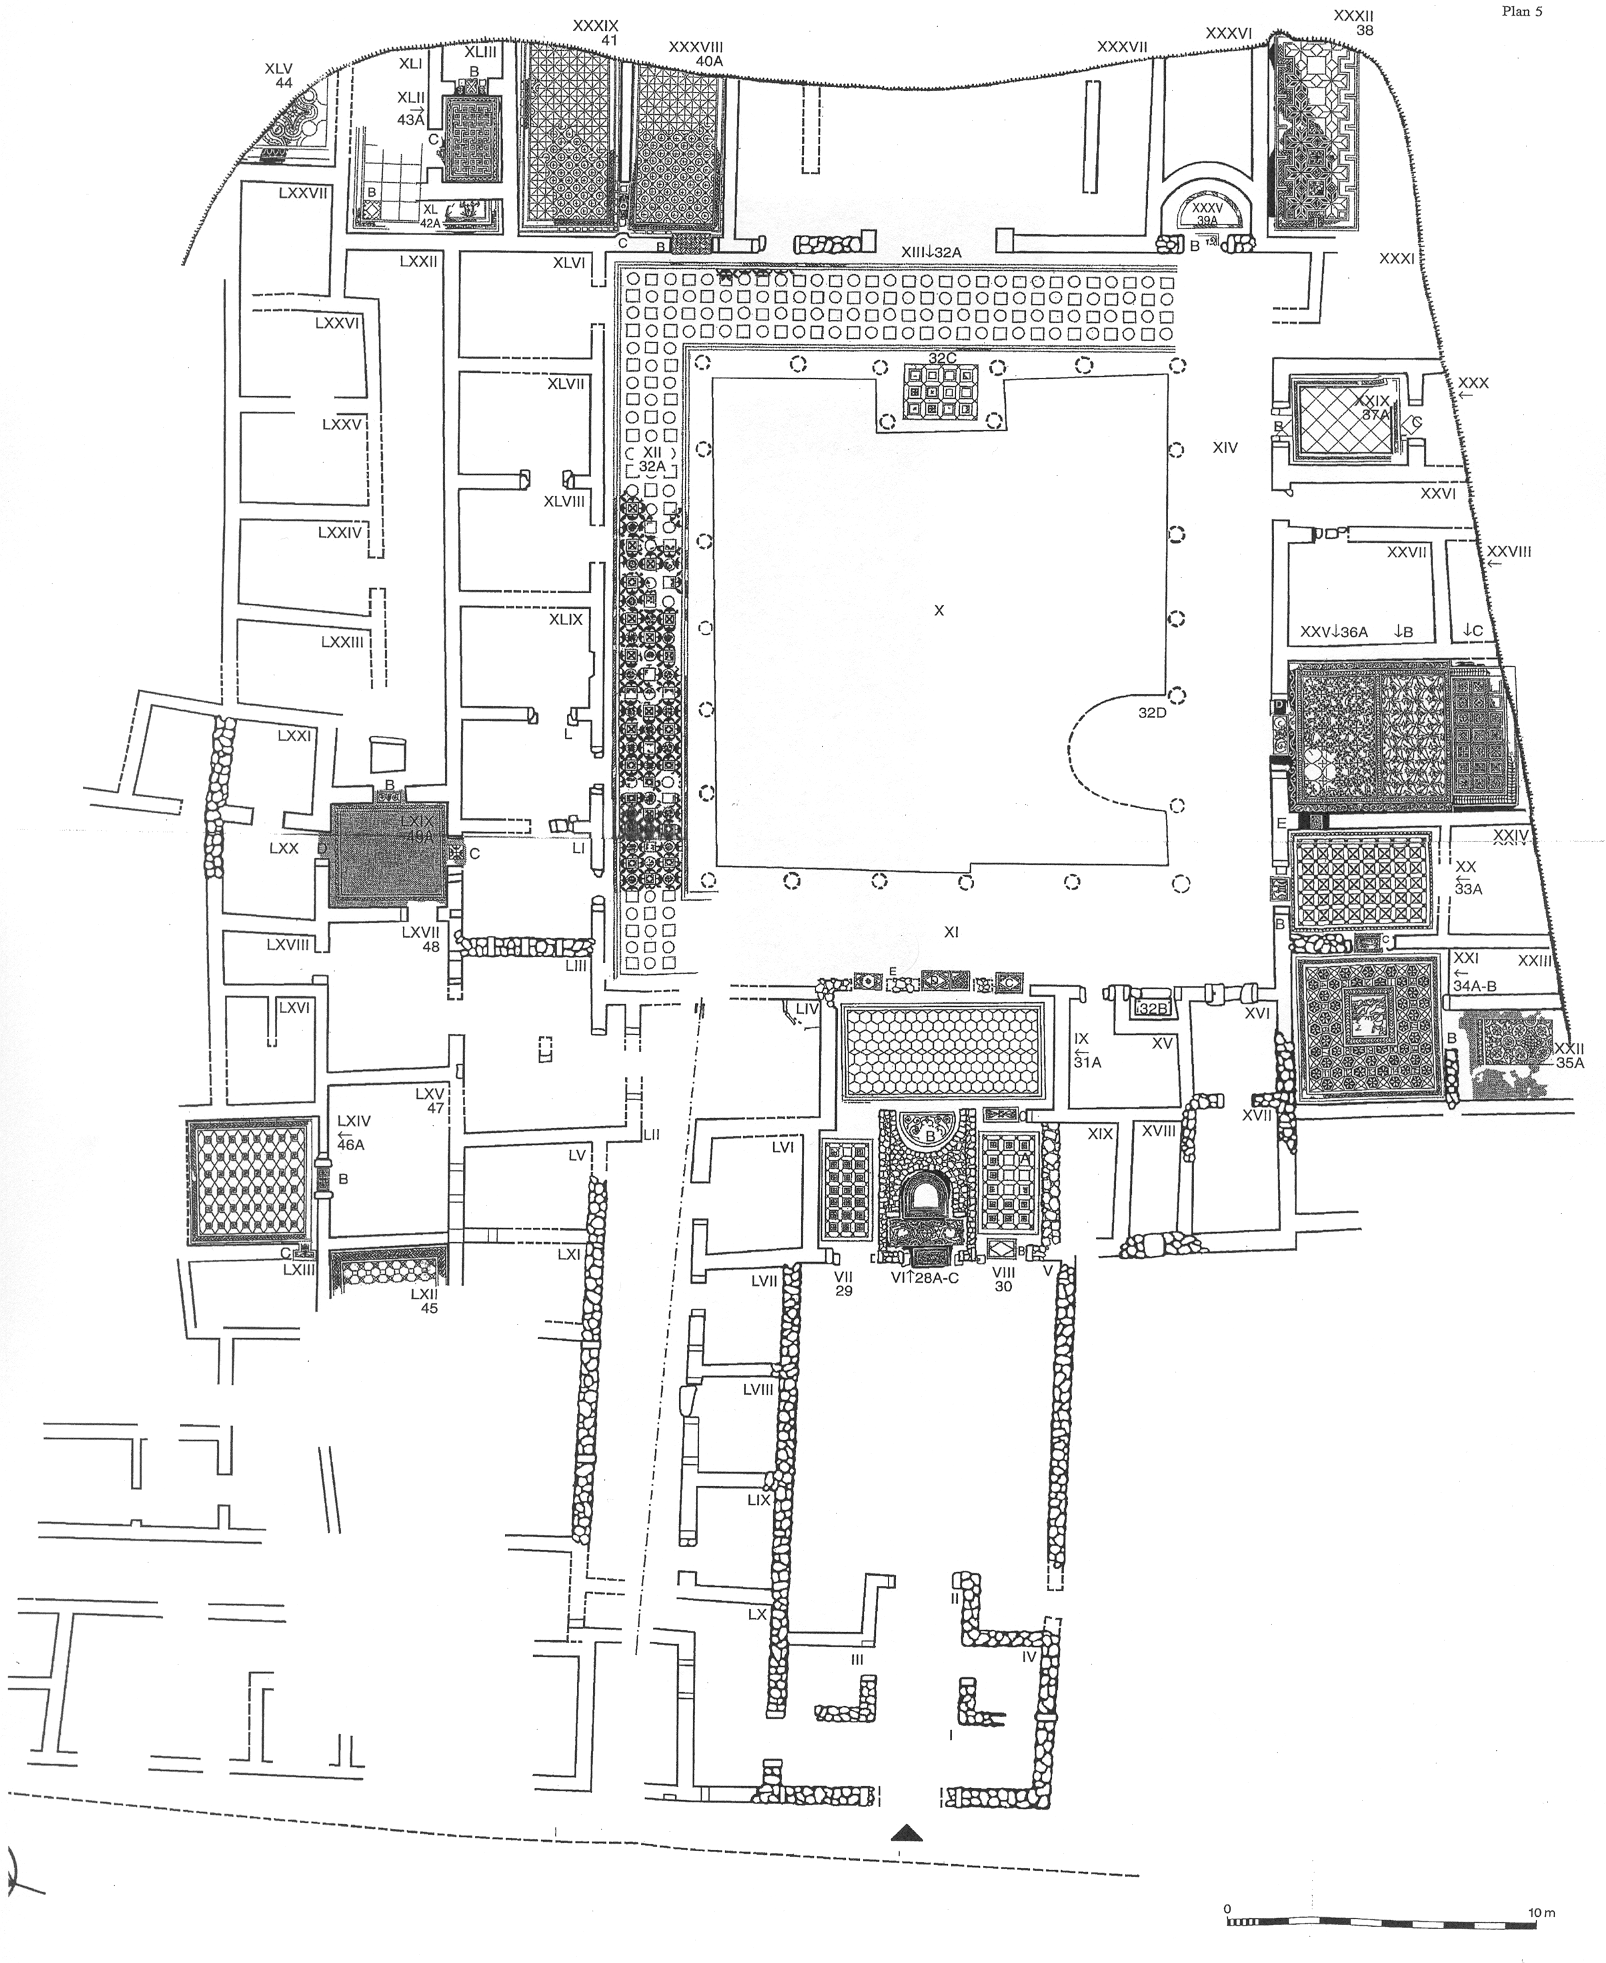 Plan 5
XXXII
38
XXXIX
41
XXXVIII
40A
XXXVII
XXXVI
XLV
44
XLIII
XLI
B
XLII
→
43A
C
LXXVII
B
XL
42A
XXXV
39A
C
B
B
XIII↓32A
XXXI
LXXII
XLVI
LXXVI
32C
XLVII
XXX
←
XXIX
37A
B
C
LXXV
XII
32A
XIV
XXVI
XLVIII
LXXIV
XXVII
XXVIII
←
X
XLIX
LXXIII
XXV↓36A
↓B
↓C
LXXI
L
32D
D
C
B
LXIX
49A
E
LXX
D
C
LI
XXIV
XX
←
33A
LXVII
48
LXVIII
B
C
XI
LIII
XXI
←
34A-B
XXIII
E
D
C
LXVI
LIV
32B
XVI
IX
←
31A
XV
B
XXII
35A
LXV
47
LXIV
←
46A
XVII
LII
B
XIX
XVIII
LVI
LV
A
B
C
LXIII
LXI
B
LXII
45
LVII
VII
29
VI↑28A-C
VIII
30
V
LVIII
LIX
II
LX
III
IV
I
0
10 m